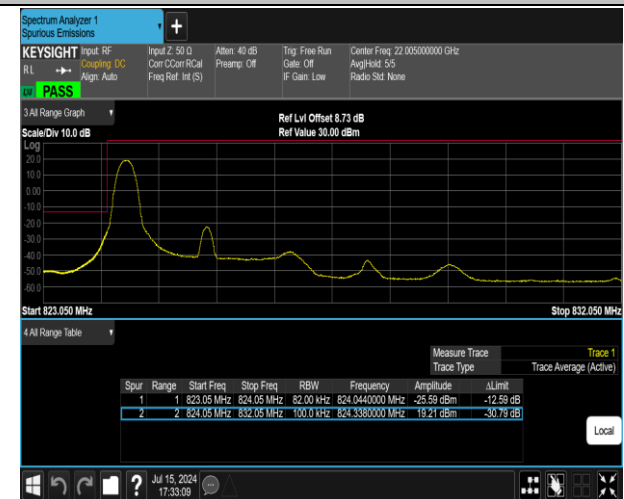 Spectrum Analyzer 1
Spurious Emissions
+
KEYSIGHT Input: RF Input Z: 50 Ω Atten: 40 dB Trig: Free Run Center Freq: 22.005000000 GHz
RL Coupling: DC Corr CCorr RCal Preamp: Off Gate: Off Avg|Hold: 5/5
Align: Auto Freq Ref: Int (S) IF Gain: Low Radio Std: None
PASS
3 All Range Graph
Ref Lvl Offset 8.73 dB
Scale/Div 10.0 dB Ref Value 30.00 dBm
Log
20.0
10.0
0.00
-10.0
-20.0
-30.0
-40.0
-50.0
-60.0
Start 823.050 MHz Stop 832.050 MHz
4 All Range Table
Measure Trace Trace 1
Trace Type Trace Average (Active)
Spur Range Start Freq Stop Freq RBW Frequency Amplitude ΔLimit
1 1 823.05 MHz 824.05 MHz 82.00 kHz 824.0440000 MHz -25.59 dBm -12.59 dB
2 2 824.05 MHz 832.05 MHz 100.0 kHz 824.3380000 MHz 19.21 dBm -30.79 dB
Local
? Jul 15, 2024
17:33:09